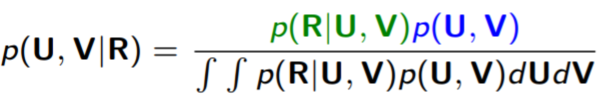 p(U, V|R) = p(R|U, V)p(U, V)
∫ ∫ p(R|U, V)p(U, V)dUdV